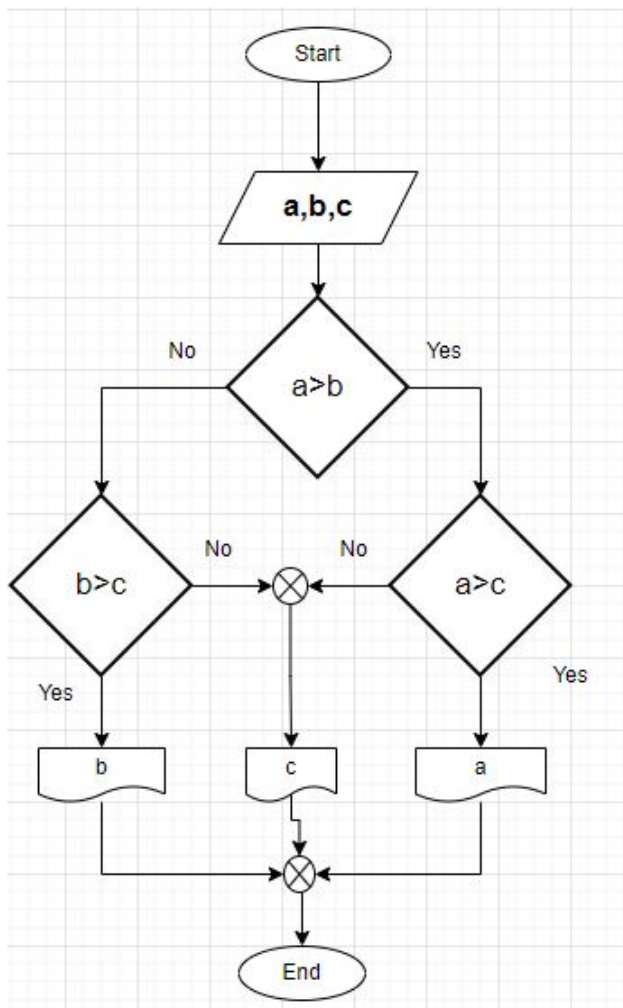 Start
a,b,c
No
Yes
a>b
No
No
b>c
a>c
Yes
Yes
b
c
a
End